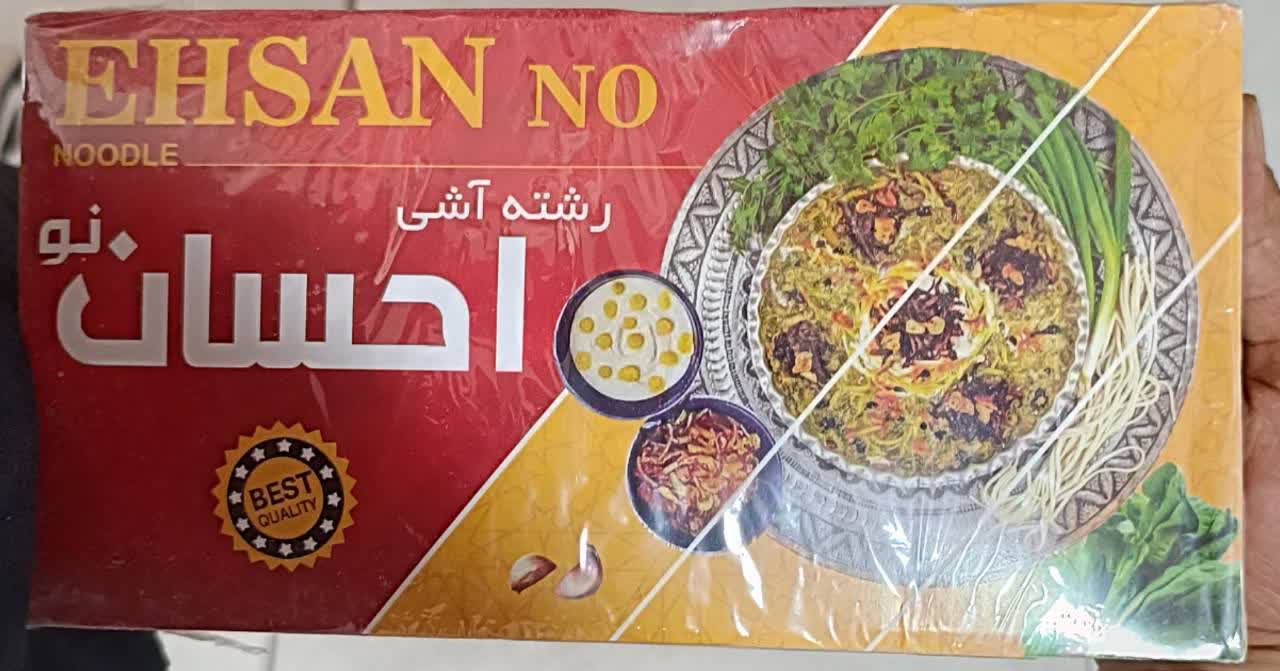 EHSAN NO
NOODLE
رشته آشی
احسان نو
BEST
QUALITY